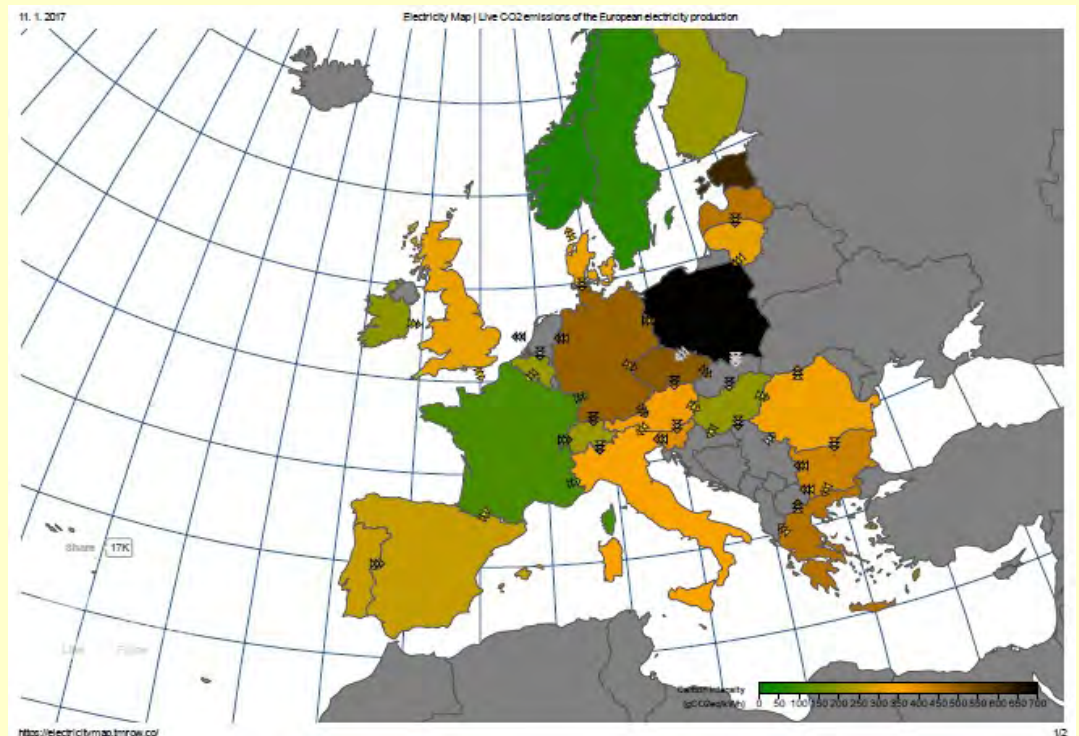 11. 1. 2017
Electricity Map | Live CO2 emissions of the European electricity production
Share 17K
Like Follow
Carbon intensity
(gCO2eq/kWh) 0 50 100 150 200 250 300 350 400 450 500 550 600 650 700
https://electricitymap.tmrow.co/
1/2